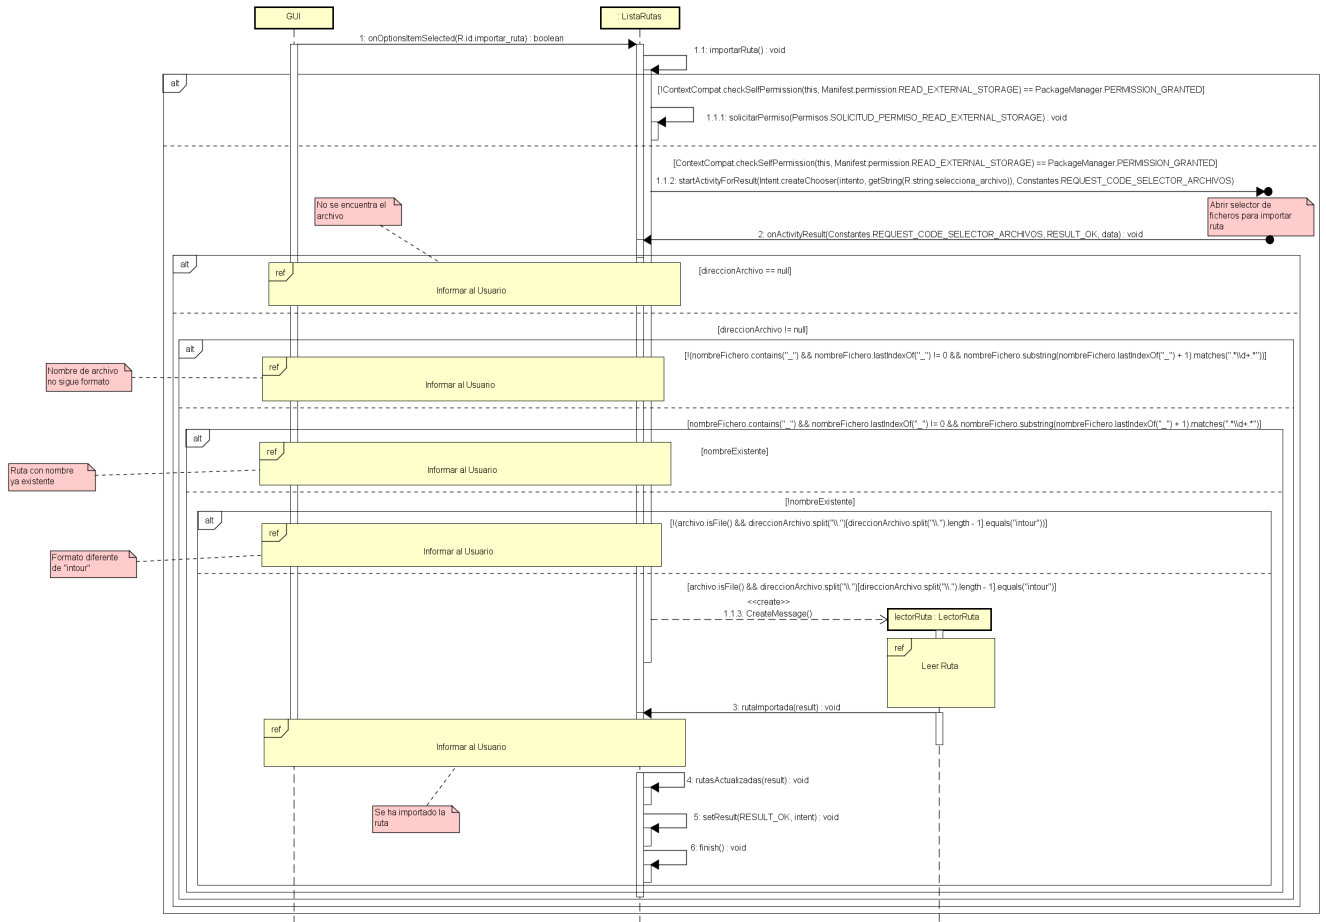 GUI
: ListaRutas
1: onOptionsItemSelected(R.id.importar_ruta) : boolean
1.1: importarRuta() : void
alt
[!ContextCompat.checkSelfPermission(this, Manifest.permission.READ_EXTERNAL_STORAGE) == PackageManager.PERMISSION_GRANTED]
1.1.1: solicitarPermiso(Permisos.SOLICITUD_PERMISO_READ_EXTERNAL_STORAGE) : void
[ContextCompat.checkSelfPermission(this, Manifest.permission.READ_EXTERNAL_STORAGE) == PackageManager.PERMISSION_GRANTED]
1.1.2: startActivityForResult(Intent.createChooser(intento, getString(R.string.selecciona_archivo)), Constantes.REQUEST_CODE_SELECTOR_ARCHIVOS)
No se encuentra el
archivo
Abrir selector de
ficheros para importar
ruta
2: onActivityResult(Constantes.REQUEST_CODE_SELECTOR_ARCHIVOS, RESULT_OK, data) : void
alt
ref
[direccionArchivo == null]
Informar al Usuario
[direccionArchivo != null]
alt
[!(nombreFichero.contains("_") && nombreFichero.lastIndexOf("_") != 0 && nombreFichero.substring(nombreFichero.lastIndexOf("_") + 1).matches(".*\\d+.*"))]
ref
Nombre de archivo
no sigue formato
Informar al Usuario
[nombreFichero.contains("_") && nombreFichero.lastIndexOf("_") != 0 && nombreFichero.substring(nombreFichero.lastIndexOf("_") + 1).matches(".*\\d+.*")]
alt
ref
[nombreExistente]
Ruta con nombre
ya existente
Informar al Usuario
[!nombreExistente]
alt
[!(archivo.isFile() && direccionArchivo.split("\\.")[direccionArchivo.split("\\.").length - 1].equals("intour"))]
ref
Formato diferente
de "intour"
Informar al Usuario
[archivo.isFile() && direccionArchivo.split("\\.")[direccionArchivo.split("\\.").length - 1].equals("intour")]
<<create>>
1.1.3: CreateMessage()
lectorRuta : LectorRuta
ref
Leer Ruta
3: rutaImportada(result) : void
ref
Informar al Usuario
4: rutasActualizadas(result) : void
Se ha importado la
ruta
5: setResult(RESULT_OK, intent) : void
6: finish() : void